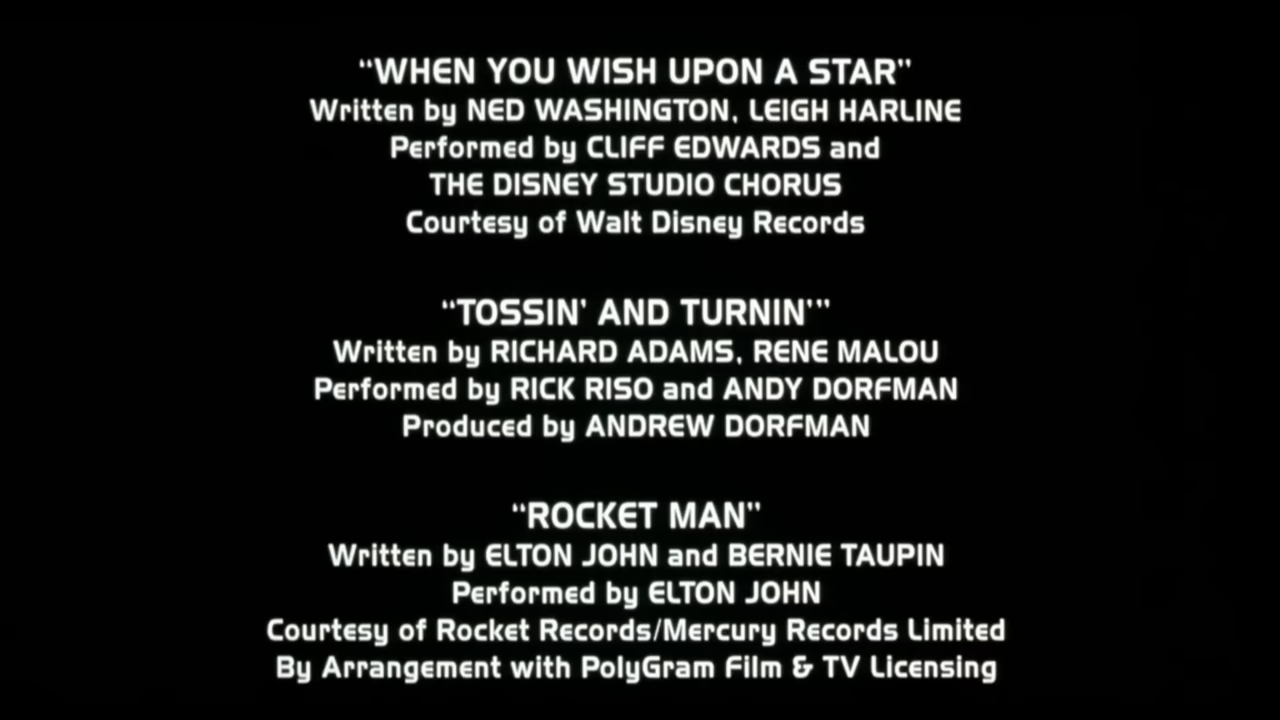 “WHEN YOU WISH UPON A STAR”
Written by NED WASHINGTON, LEIGH HARLINE
Performed by CLIFF EDWARDS and
THE DISNEY STUDIO CHORUS
Courtesy of Walt Disney Records
“TOSSIN’ AND TURNIN’”
Written by RICHARD ADAMS, RENE MALOU
Performed by RICK RISO and ANDY DORFMAN
Produced by ANDREW DORFMAN
“ROCKET MAN”
Written by ELTON JOHN and BERNIE TAUPIN
Performed by ELTON JOHN
Courtesy of Rocket Records/Mercury Records Limited
By Arrangement with PolyGram Film & TV Licensing